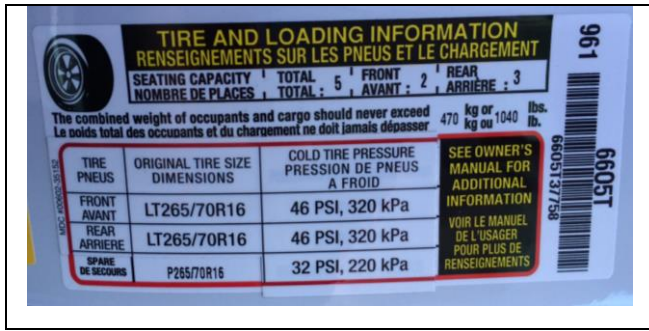 TIRE AND LOADING INFORMATION
RENSEIGNEMENTS SUR LES PNEUS ET LE CHARGEMENT
SEATING CAPACITY TOTAL 5 FRONT 2 REAR 3
NOMBRE DE PLACES TOTAL : AVANT : ARRIÈRE :
The combined weight of occupants and cargo should never exceed 470 kg or 1040 lbs.
Le poids total des occupants et du chargement ne doit jamais dépasser kg ou lb.
TIRE
PNEUS
ORIGINAL TIRE SIZE
DIMENSIONS
COLD TIRE PRESSURE
PRESSION DE PNEUS
A FROID
FRONT
AVANT
LT265/70R16
46 PSI, 320 kPa
REAR
ARRIERE
LT265/70R16
46 PSI, 320 kPa
SPARE
DE SECOURS
P265/70R16
32 PSI, 220 kPa
SEE OWNER'S
MANUAL FOR
ADDITIONAL
INFORMATION
VOIR LE MANUEL
DE L'USAGER
POUR PLUS DE
RENSEIGNEMENTS
MDC #00602-35152
961
6605T
6605T37758